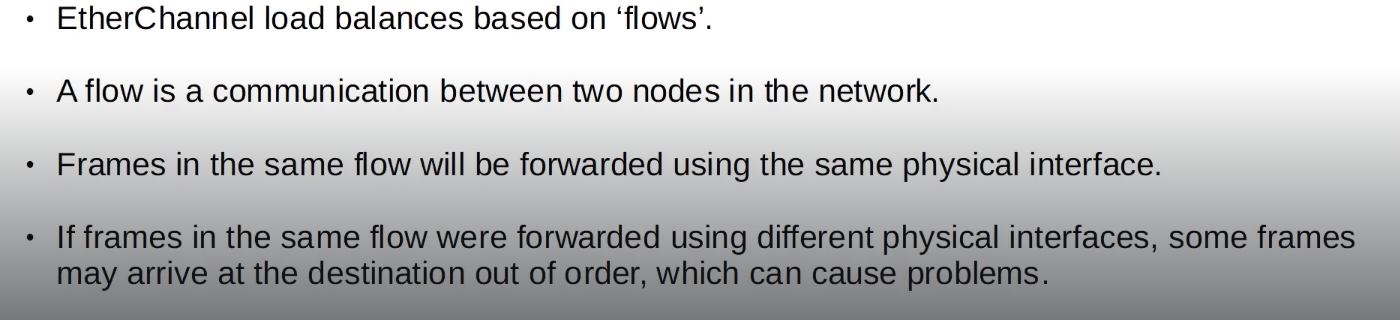 • EtherChannel load balances based on ‘flows’.
• A flow is a communication between two nodes in the network.
• Frames in the same flow will be forwarded using the same physical interface.
• If frames in the same flow were forwarded using different physical interfaces, some frames
may arrive at the destination out of order, which can cause problems.